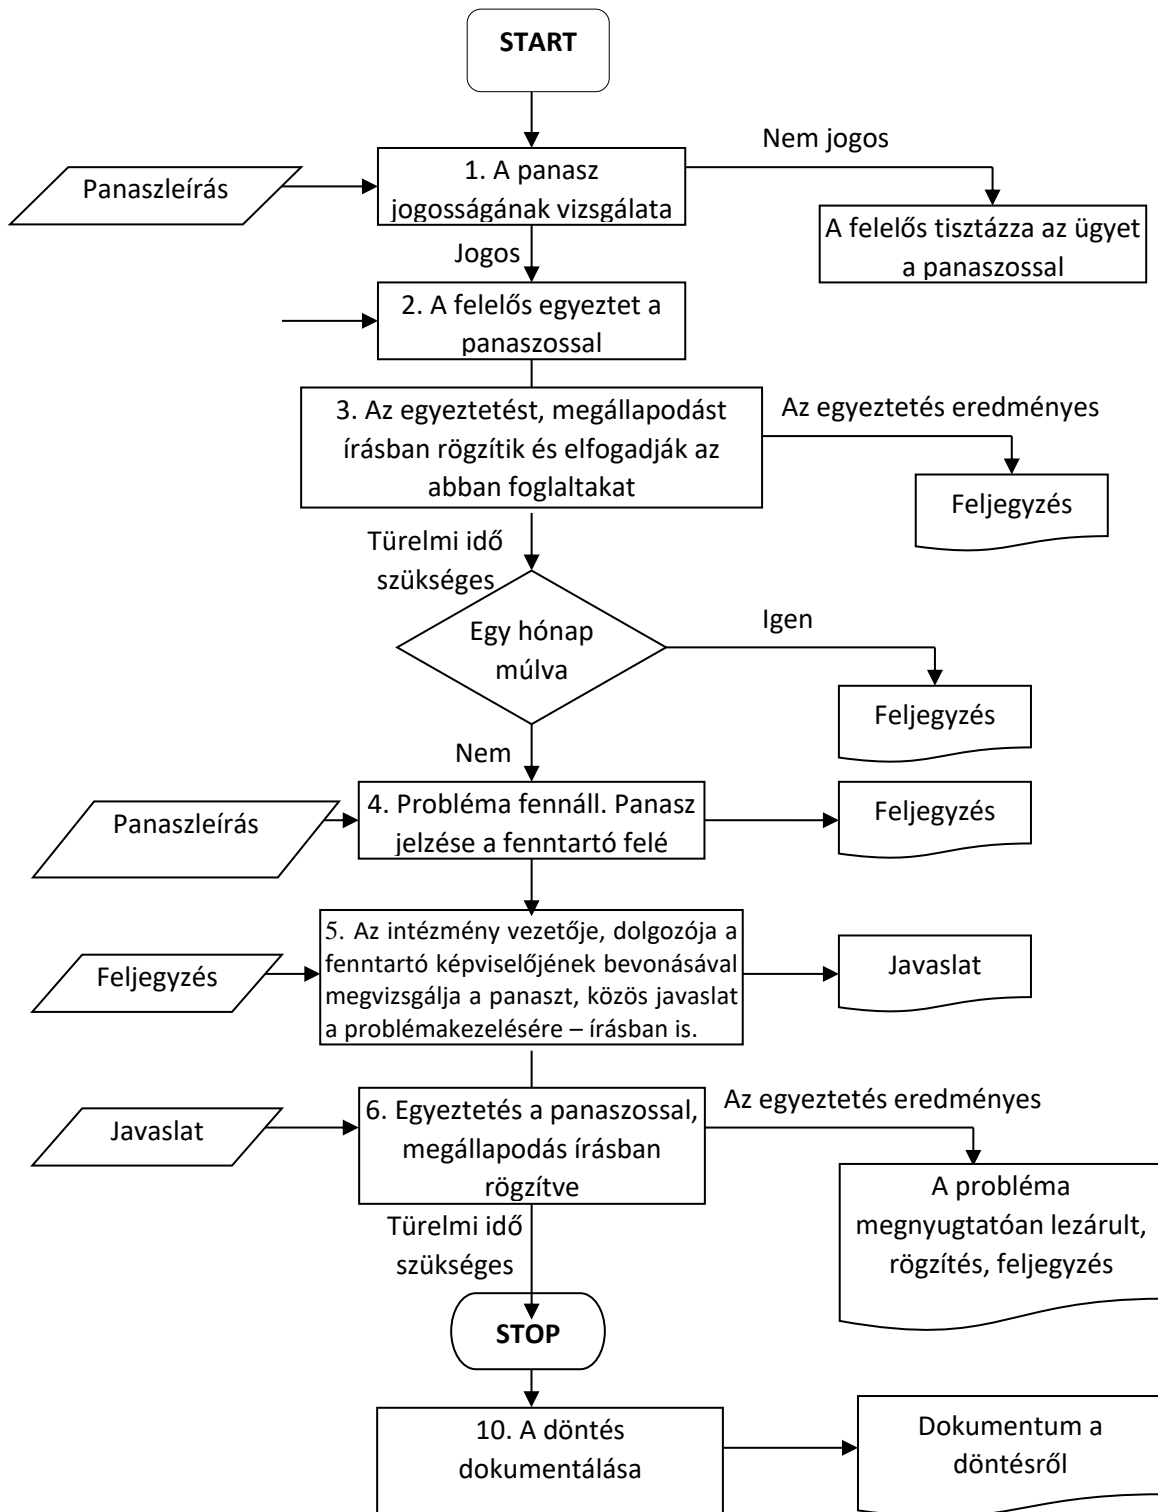 START
Nem jogos
Panaszleírás
1. A panasz
jogosságának vizsgálata
A felelős tisztázza az ügyet
a panaszossal
Jogos
2. A felelős egyeztet a
panaszossal
3. Az egyeztetést, megállapodást
írásban rögzítik és elfogadják az
abban foglaltakat
Az egyeztetés eredményes
Feljegyzés
Türelmi idő
szükséges
Egy hónap
múlva
Igen
Feljegyzés
Nem
Panaszleírás
4. Probléma fennáll. Panasz
jelzése a fenntartó felé
Feljegyzés
Feljegyzés
5. Az intézmény vezetője, dolgozója a
fenntartó képviselőjének bevonásával
megvizsgálja a panaszt, közös javaslat
a problémakezelésére – írásban is.
Javaslat
Javaslat
6. Egyeztetés a panaszossal,
megállapodás írásban
rögzítve
Az egyeztetés eredményes
A probléma
megnyugtatóan lezárult,
rögzítés, feljegyzés
Türelmi idő
szükséges
STOP
10. A döntés
dokumentálása
Dokumentum a
döntésről